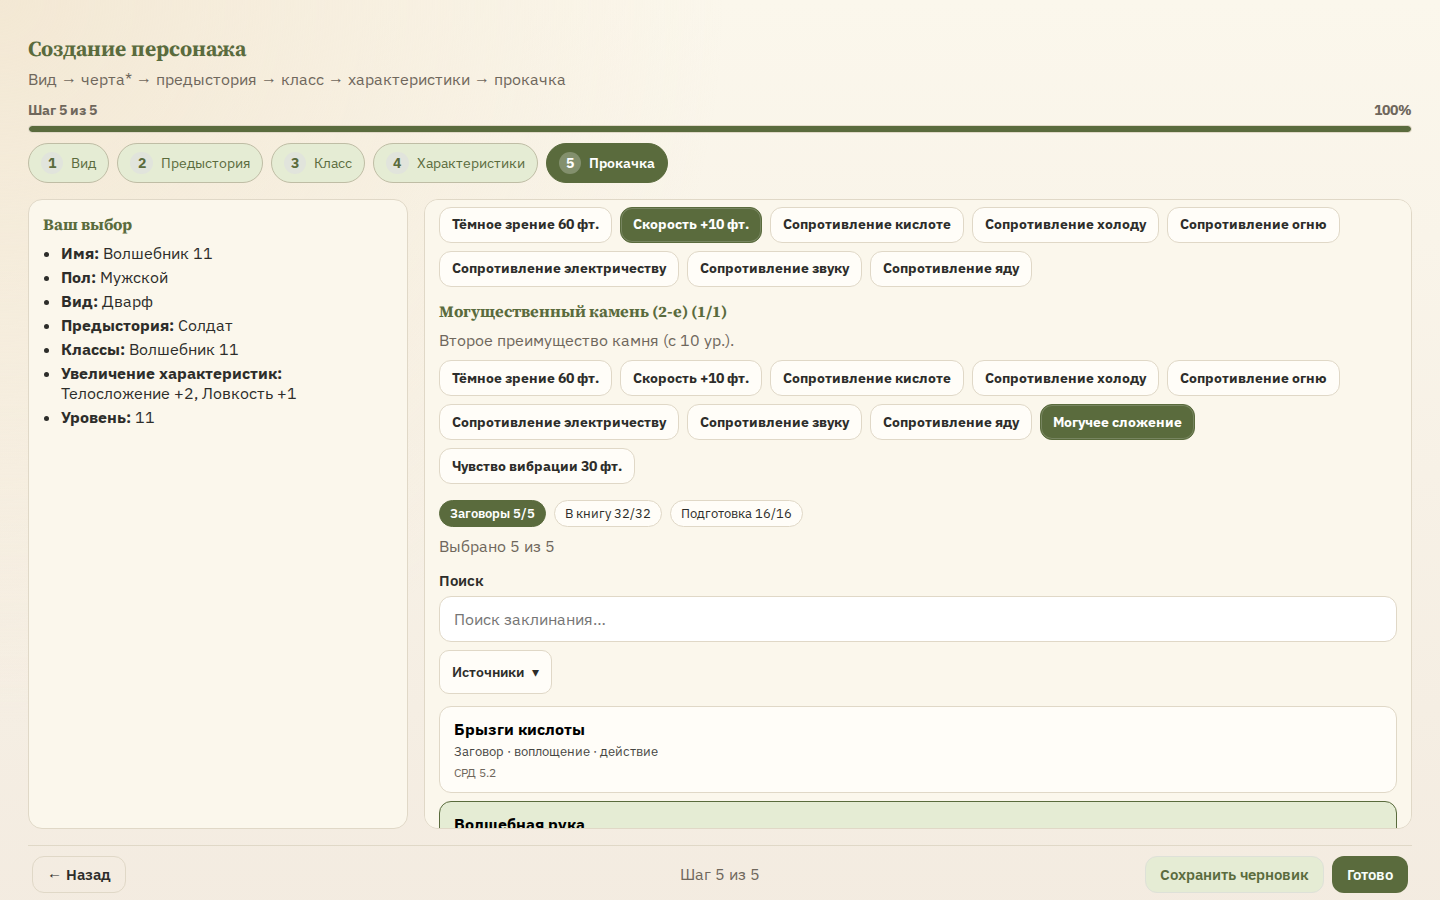 Создание персонажа
Вид → черта* → предыстория → класс → характеристики → прокачка
Шаг 5 из 5
100%
1 Вид
2 Предыстория
3 Класс
4 Характеристики
5 Прокачка
Ваш выбор
Имя: Волшебник 11
Пол: Мужской
Вид: Дварф
Предыстория: Солдат
Классы: Волшебник 11
Увеличение характеристик:
Телосложение +2, Ловкость +1
Уровень: 11
Тёмное зрение 60 фт.
Скорость +10 фт.
Сопротивление кислоте
Сопротивление холоду
Сопротивление огню
Сопротивление электричеству
Сопротивление звуку
Сопротивление яду
Могущественный камень (2-е) (1/1)
Второе преимущество камня (с 10 ур.).
Тёмное зрение 60 фт.
Скорость +10 фт.
Сопротивление кислоте
Сопротивление холоду
Сопротивление огню
Сопротивление электричеству
Сопротивление звуку
Сопротивление яду
Могучее сложение
Чувство вибрации 30 фт.
Заговоры 5/5
В книгу 32/32
Подготовка 16/16
Выбрано 5 из 5
Поиск
Поиск заклинания...
Источники ▾
Брызги кислоты
Заговор · воплощение · действие
СРД 5.2
Волшебная рука
← Назад
Шаг 5 из 5
Сохранить черновик
Готово